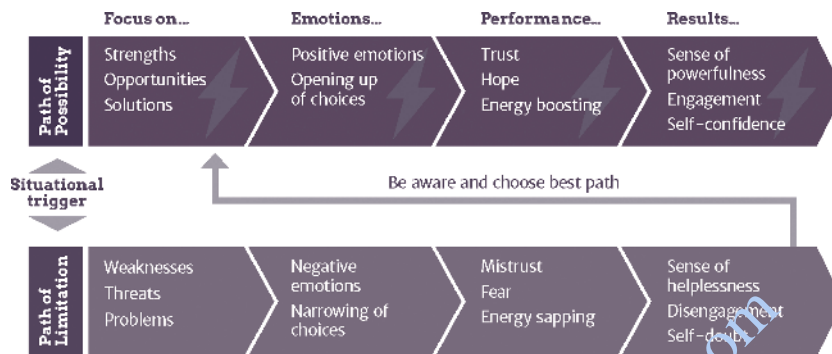 Focus on... Emotions... Performance... Results...
Path of
Possibility
Strengths
Opportunities
Solutions
Positive emotions
Opening up
of choices
Trust
Hope
Energy boosting
Sense of
powerfulness
Engagement
Self-confidence
Situational
trigger
Be aware and choose best path
Path of
Limitation
Weaknesses
Threats
Problems
Negative
emotions
Narrowing of
choices
Mistrust
Fear
Energy sapping
Sense of
helplessness
Disengagement
Self-doubt
om